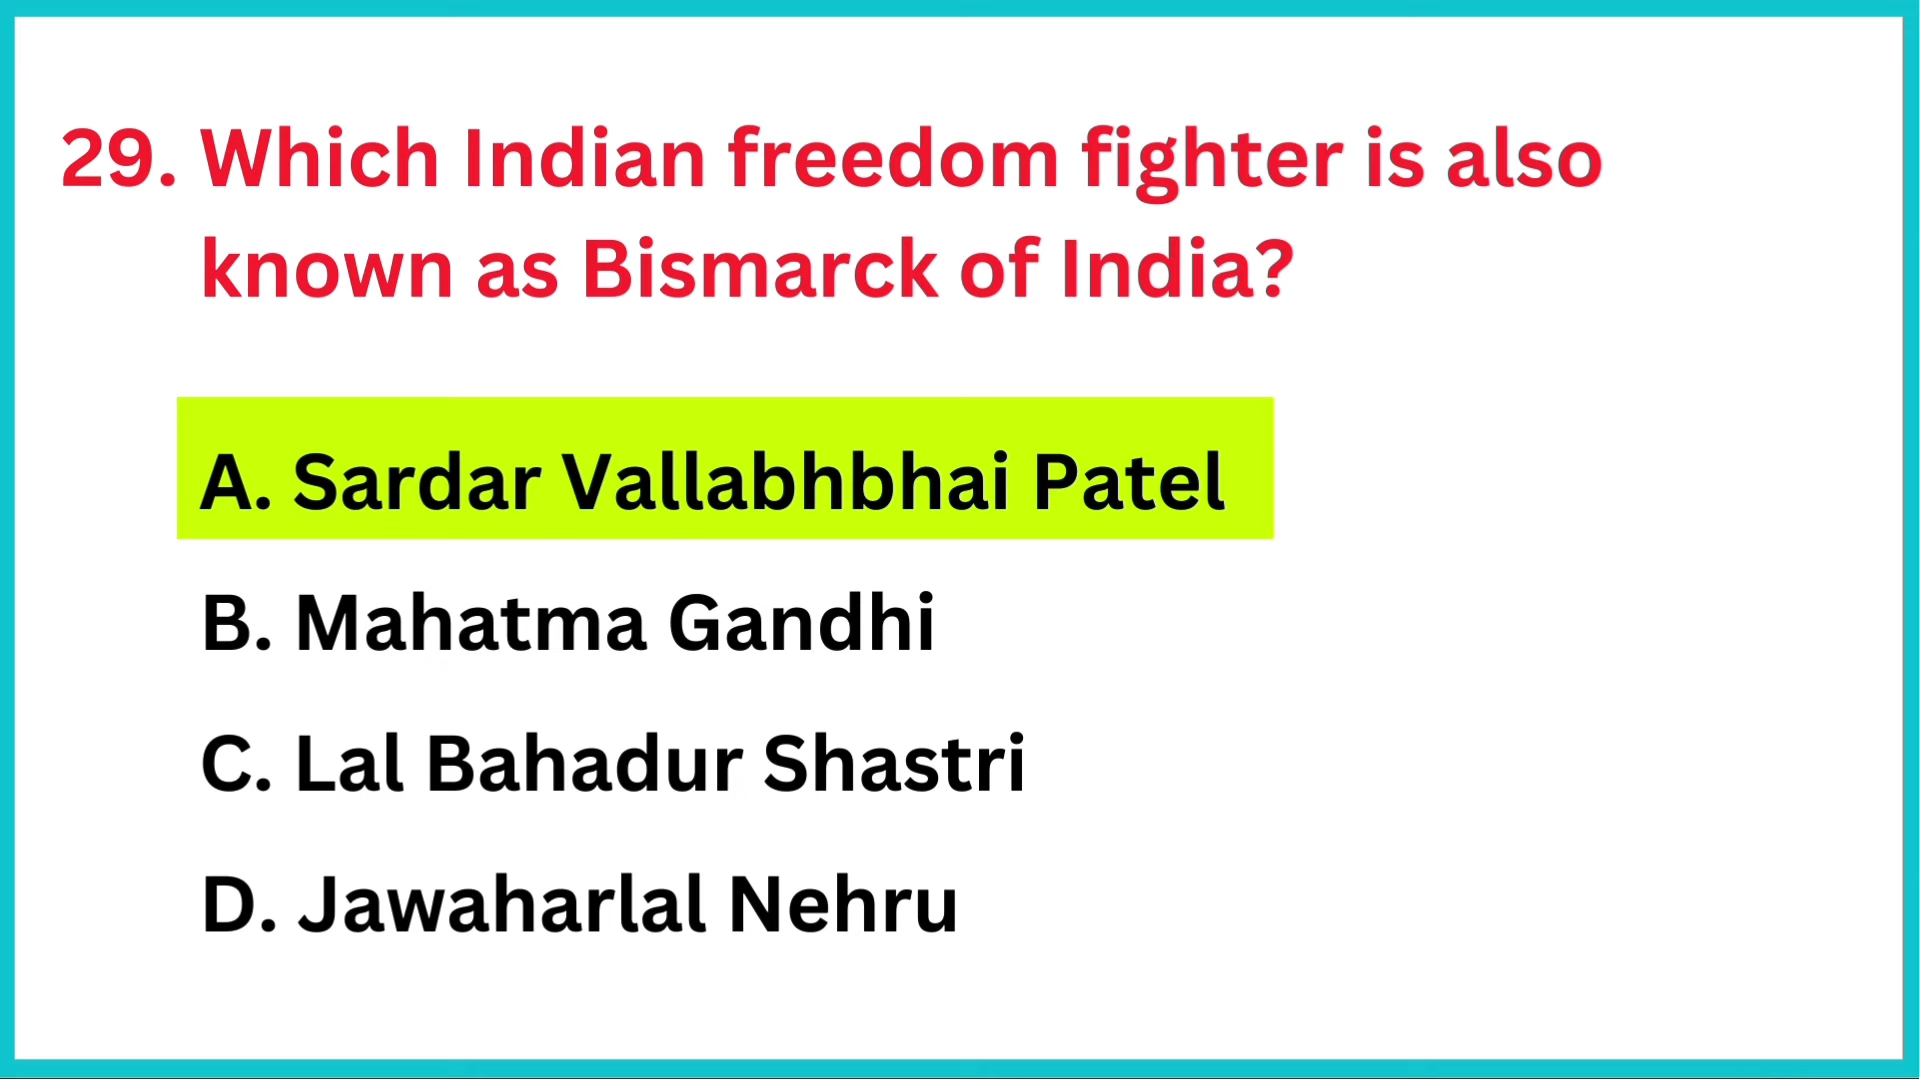 29. Which Indian freedom fighter is also
known as Bismarck of India?
A. Sardar Vallabhbhai Patel
B. Mahatma Gandhi
C. Lal Bahadur Shastri
D. Jawaharlal Nehru